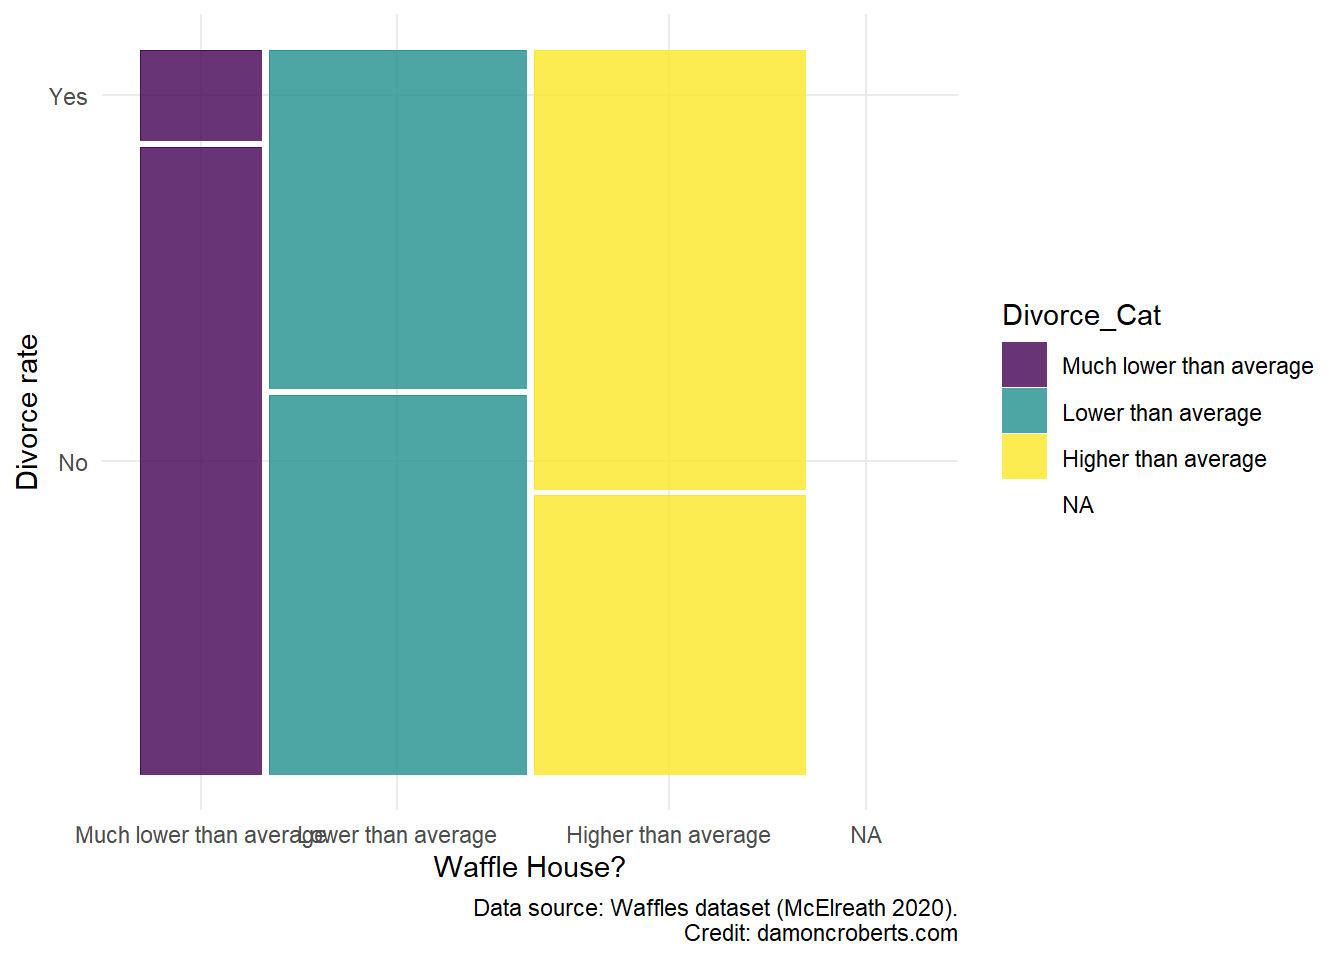 Yes
No
Divorce rate
Much lower than average
Lower than average
Higher than average
NA
Waffle House?
Data source: Waffles dataset (McElreath 2020).
Credit: damoncroberts.com
Divorce_Cat
Much lower than average
Lower than average
Higher than average
NA